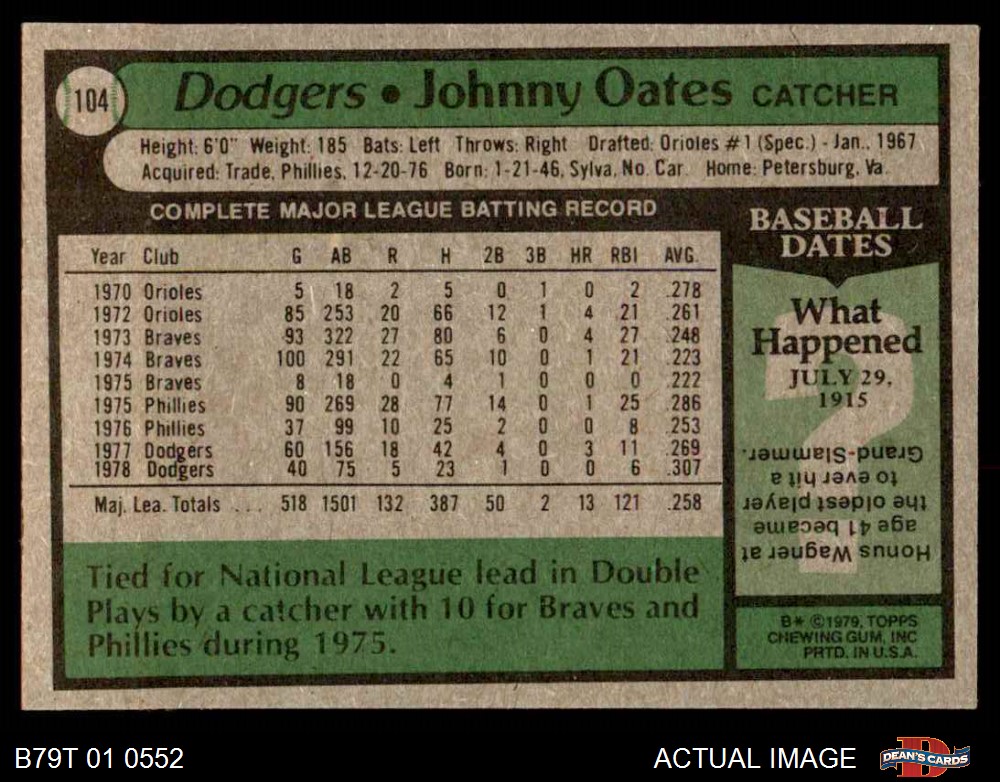 104
Dodgers • Johnny Oates CATCHER
Height: 6'0" Weight: 185 Bats: Left Throws: Right Drafted: Orioles #1 (Spec.) - Jan., 1967
Acquired: Trade, Phillies, 12-20-76 Born: 1-21-46, Sylva, No. Car. Home: Petersburg, Va.
COMPLETE MAJOR LEAGUE BATTING RECORD
Year Club G AB R H 2B 3B HR RBI AVG.
1970 Orioles 5 18 2 5 0 1 0 2 .278
1972 Orioles 85 253 20 66 12 1 4 21 .261
1973 Braves 93 322 27 80 6 0 4 27 .248
1974 Braves 100 291 22 65 10 0 1 21 .223
1975 Braves 8 18 0 4 1 0 0 0 .222
1975 Phillies 90 269 28 77 14 0 1 25 .286
1976 Phillies 37 99 10 25 2 0 0 8 .253
1977 Dodgers 60 156 18 42 4 0 3 11 .269
1978 Dodgers 40 75 5 23 1 0 0 6 .307
Maj. Lea. Totals ... 518 1501 132 387 50 2 13 121 .258
Tied for National League lead in Double
Plays by a catcher with 10 for Braves and
Phillies during 1975.
BASEBALL
DATES
What
Happened
JULY 29,
1915
?
Honus Wagner at
age 41 became
the oldest player
to ever hit a
Grand-Slammer.
B* ©1979, TOPPS
CHEWING GUM, INC
PRTD. IN U.S.A.
B79T 01 0552
ACTUAL IMAGE
D
DEAN'S CARDS